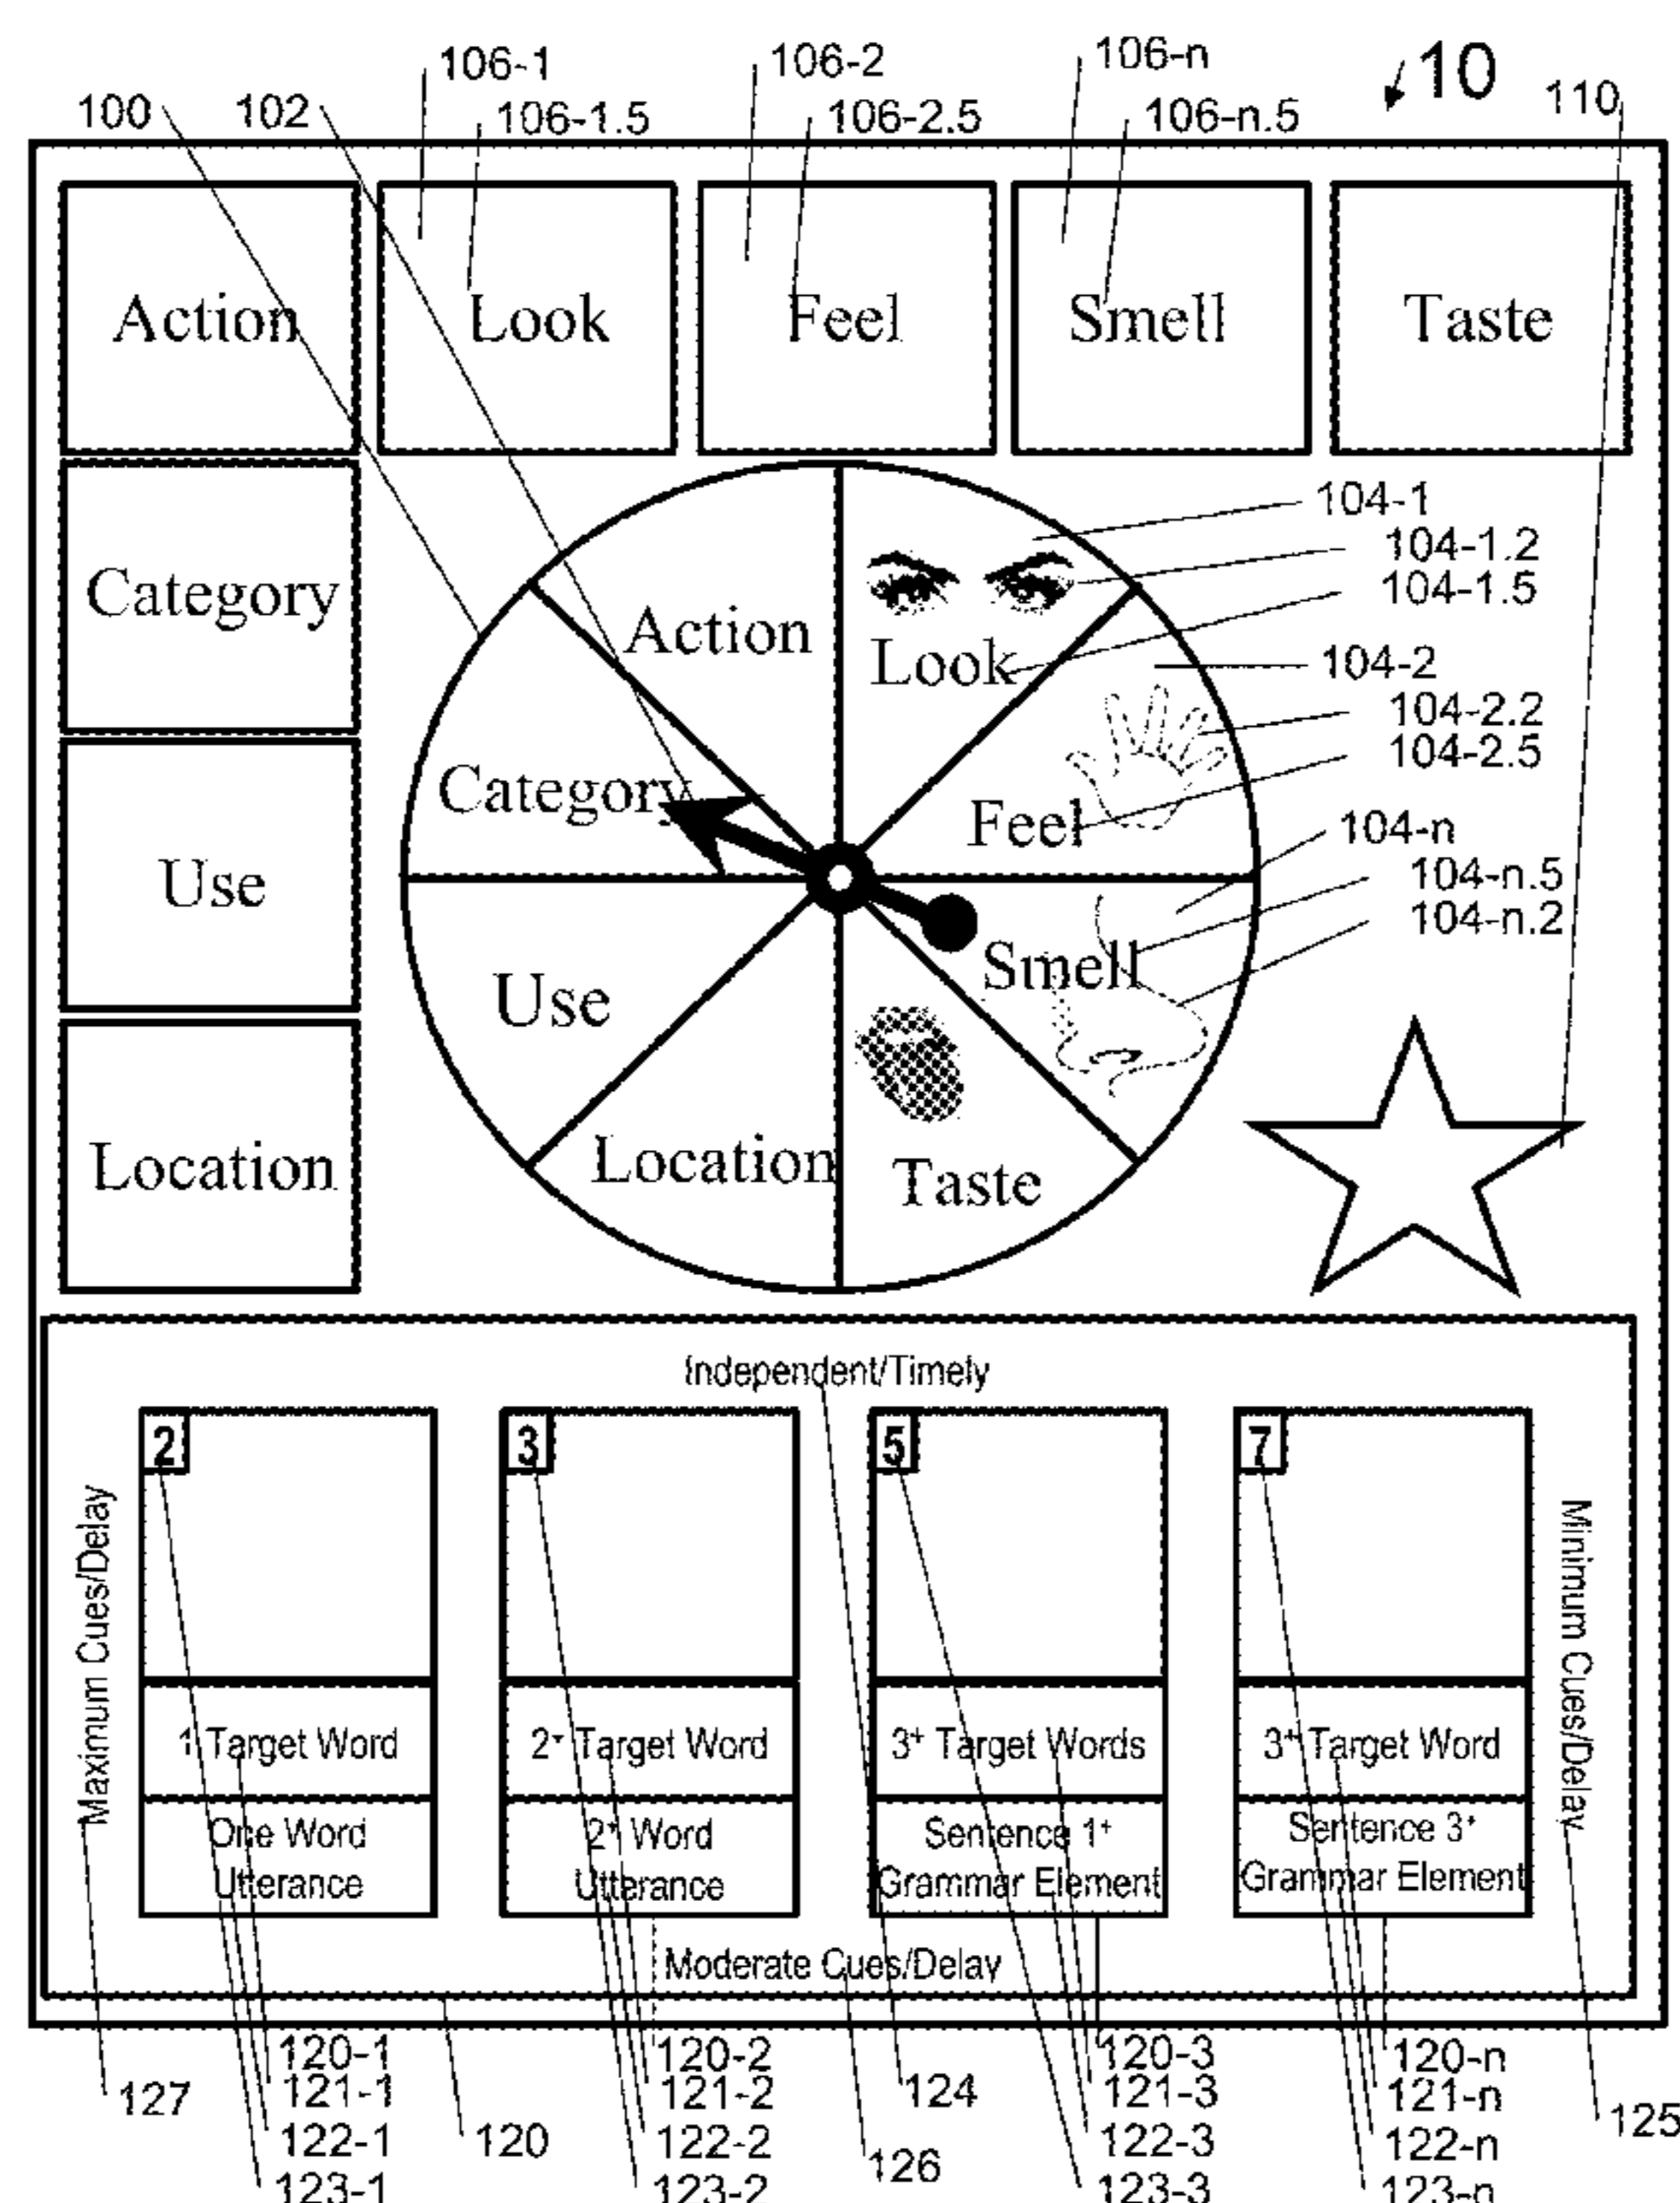 106-1
106-2
106-n
10
100
102
106-1.5
106-2.5
106-n.5
110
Action
Look
Feel
Smell
Taste
Category
Use
Location
Action
Look
Category
Feel
Use
Smell
Location
Taste
104-1
104-1.2
104-1.5
104-2
104-2.2
104-2.5
104-n
104-n.5
104-n.2
Independent/Timely
Maximum Cues/Delay
Minimum Cues/Delay
2
3
5
7
1 Target Word
2+ Target Word
3+ Target Words
3+ Target Word
One Word
Utterance
2+ Word
Utterance
Sentence 1+
Grammar Element
Sentence 3+
Grammar Element
Moderate Cues/Delay
127
120-1
121-1
122-1
123-1
120
120-2
121-2
122-2
123-2
124
126
120-3
121-3
122-3
123-3
120-n
121-n
122-n
123-n
125